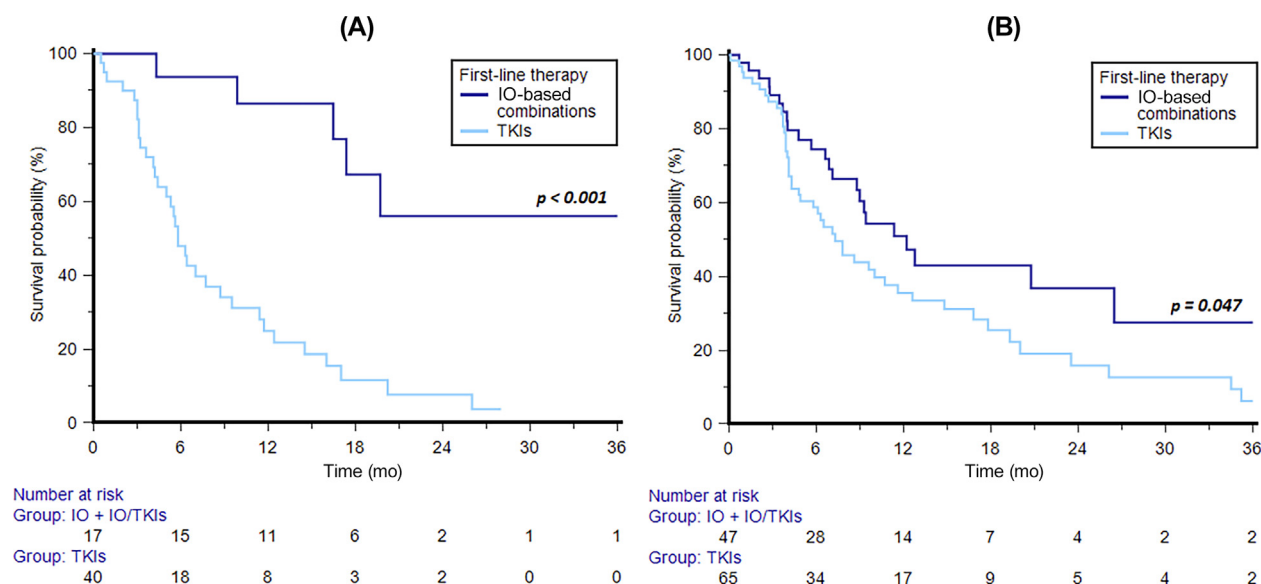 (A)
Survival probability (%)
100
80
60
40
20
0
First-line therapy
IO-based
combinations
TKIs
p < 0.001
0 6 12 18 24 30 36
Time (mo)
Number at risk
Group: IO + IO/TKIs
17 15 11 6 2 1 1
Group: TKIs
40 18 8 3 2 0 0
(B)
Survival probability (%)
100
80
60
40
20
0
First-line therapy
IO-based
combinations
TKIs
p = 0.047
0 6 12 18 24 30 36
Time (mo)
Number at risk
Group: IO + IO/TKIs
47 28 14 7 4 2 2
Group: TKIs
65 34 17 9 5 4 2